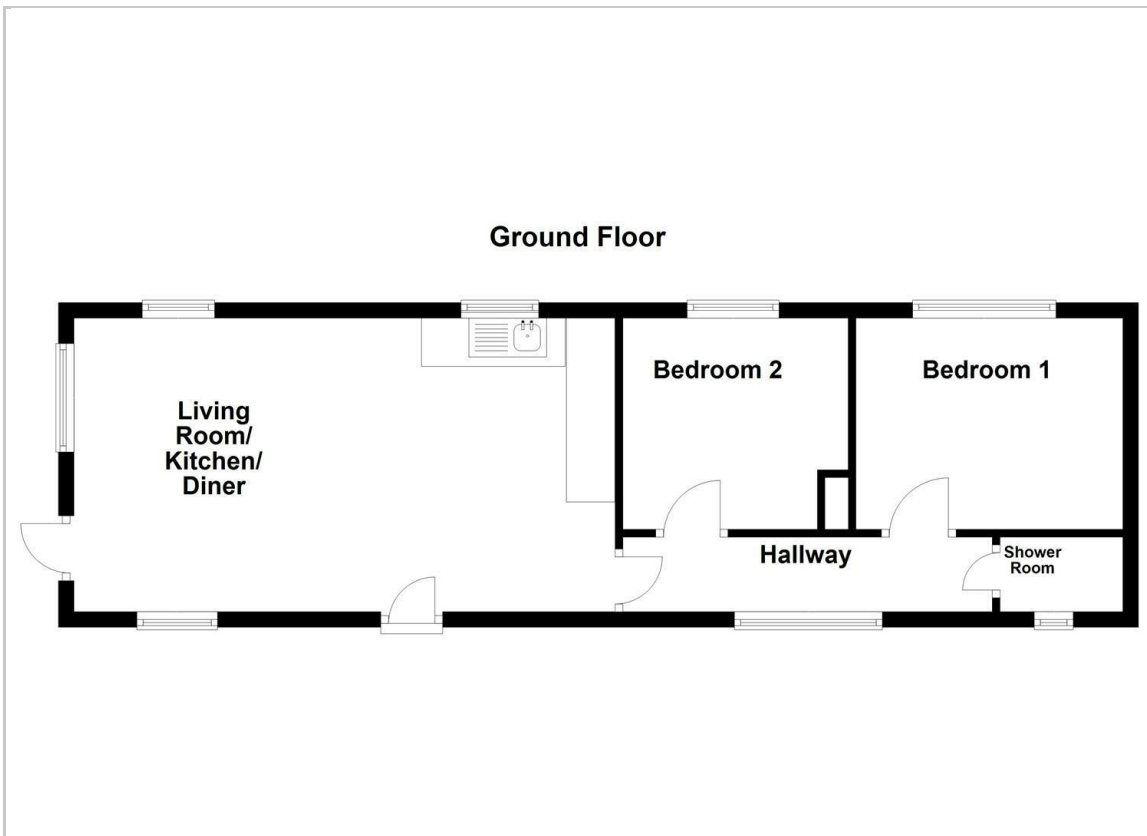 Ground Floor
Living
Room/
Kitchen/
Diner
Bedroom 2
Bedroom 1
Hallway
Shower
Room